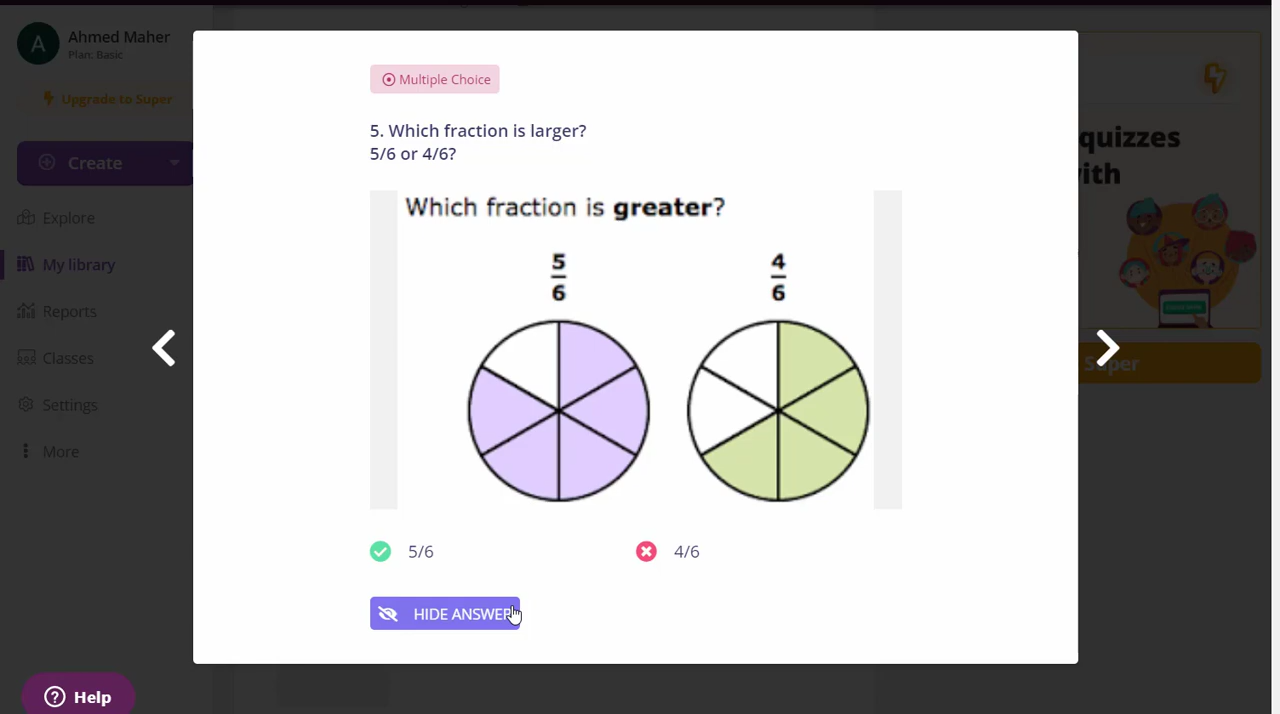 A
Ahmed Maher
Plan: Basic
Upgrade to Super
Create
Explore
My library
Reports
Classes
Settings
More
Help
Multiple Choice
5. Which fraction is larger?
5/6 or 4/6?
Which fraction is greater?
5
6
4
6
5/6
4/6
HIDE ANSWER
quizzes
Super